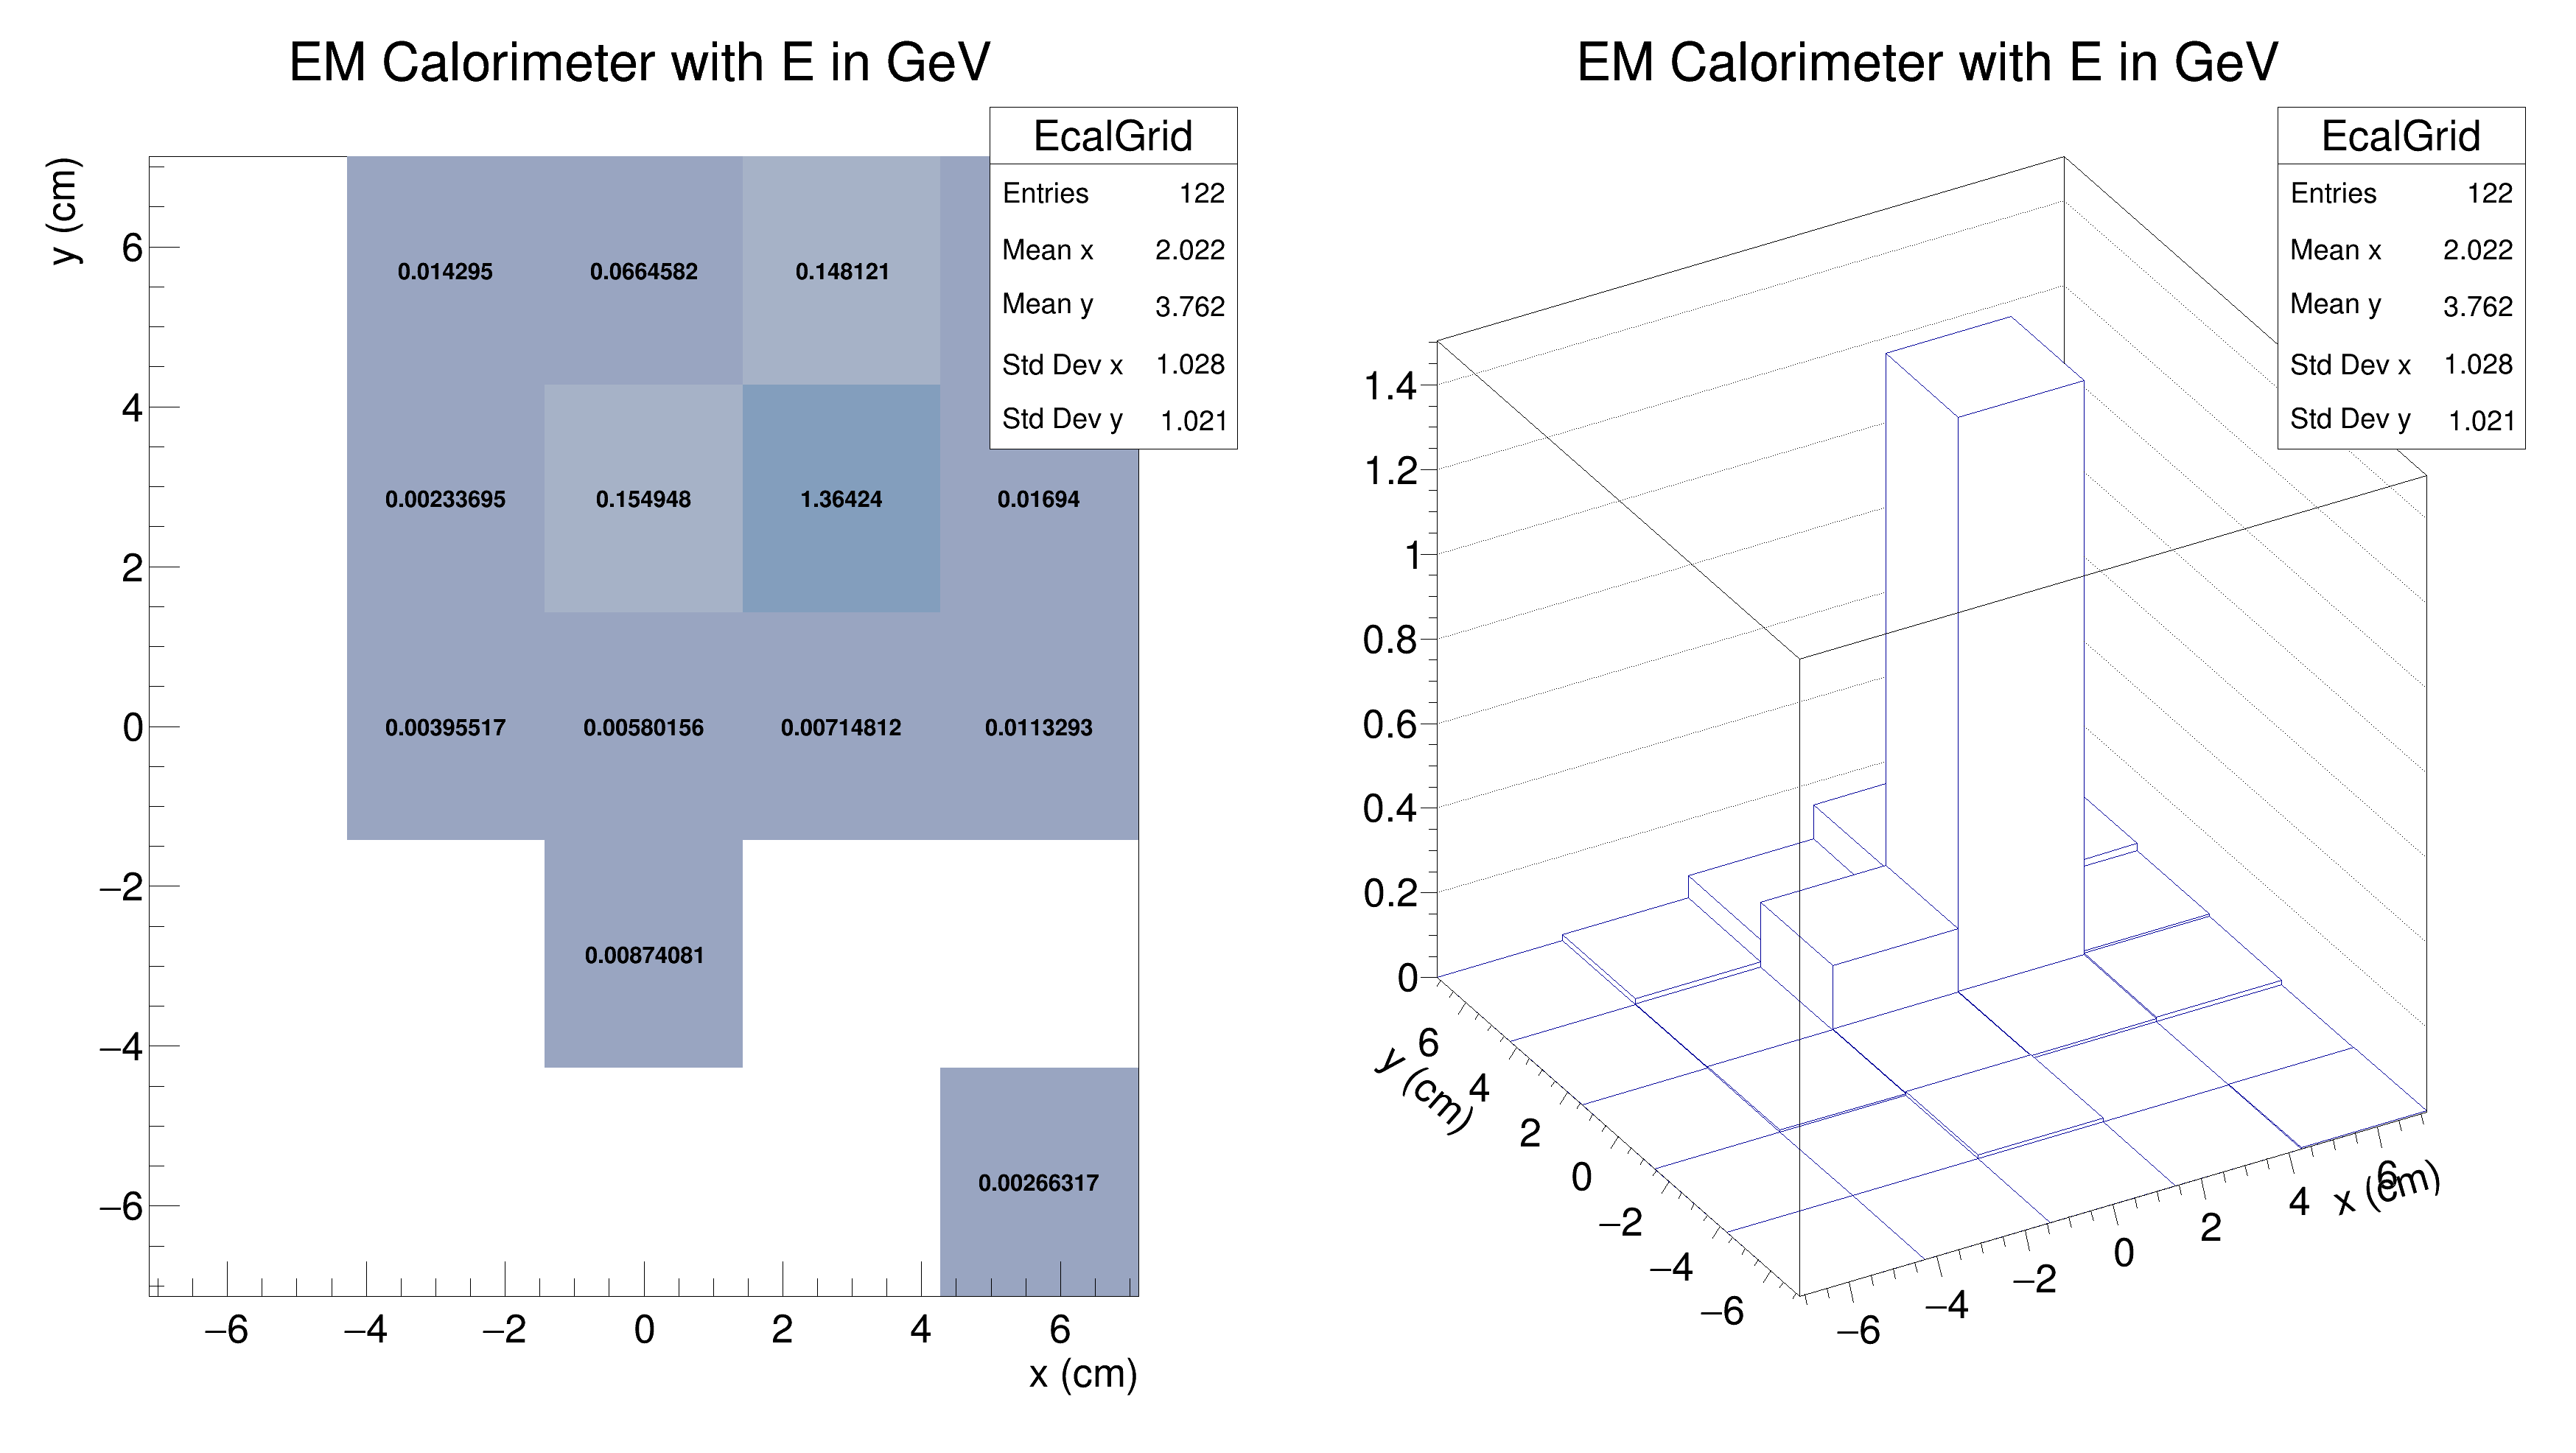 EM Calorimeter with E in GeV
EcalGrid
Entries 122
Mean x 2.022
Mean y 3.762
Std Dev x 1.028
Std Dev y 1.021
y (cm)
6
4
2
0
−2
−4
−6
0.014295 0.0664582 0.148121
0.00233695 0.154948 1.36424 0.01694
0.00395517 0.00580156 0.00714812 0.0113293
0.00874081
0.00266317
−6 −4 −2 0 2 4 6
x (cm)
EM Calorimeter with E in GeV
EcalGrid
Entries 122
Mean x 2.022
Mean y 3.762
Std Dev x 1.028
Std Dev y 1.021
1.4
1.2
1
0.8
0.6
0.4
0.2
0
y (cm)
6
4
2
0
−2
−4
−6
−6 −4 −2 0 2 4 6
x (cm)